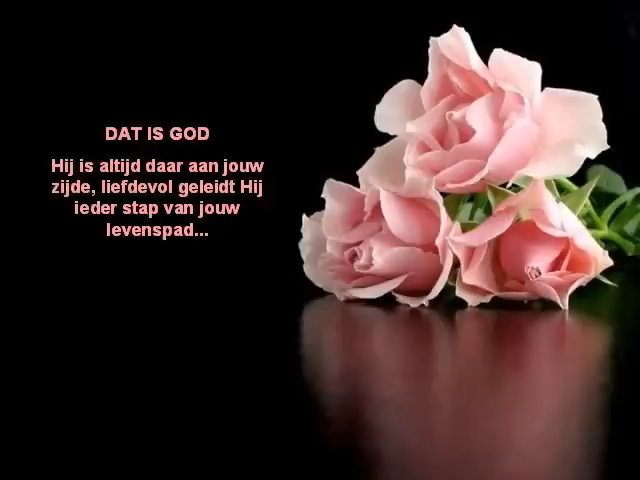 DAT IS GOD
Hij is altijd daar aan jouw
zijde, liefdevol geleidt Hij
ieder stap van jouw
levenspad...